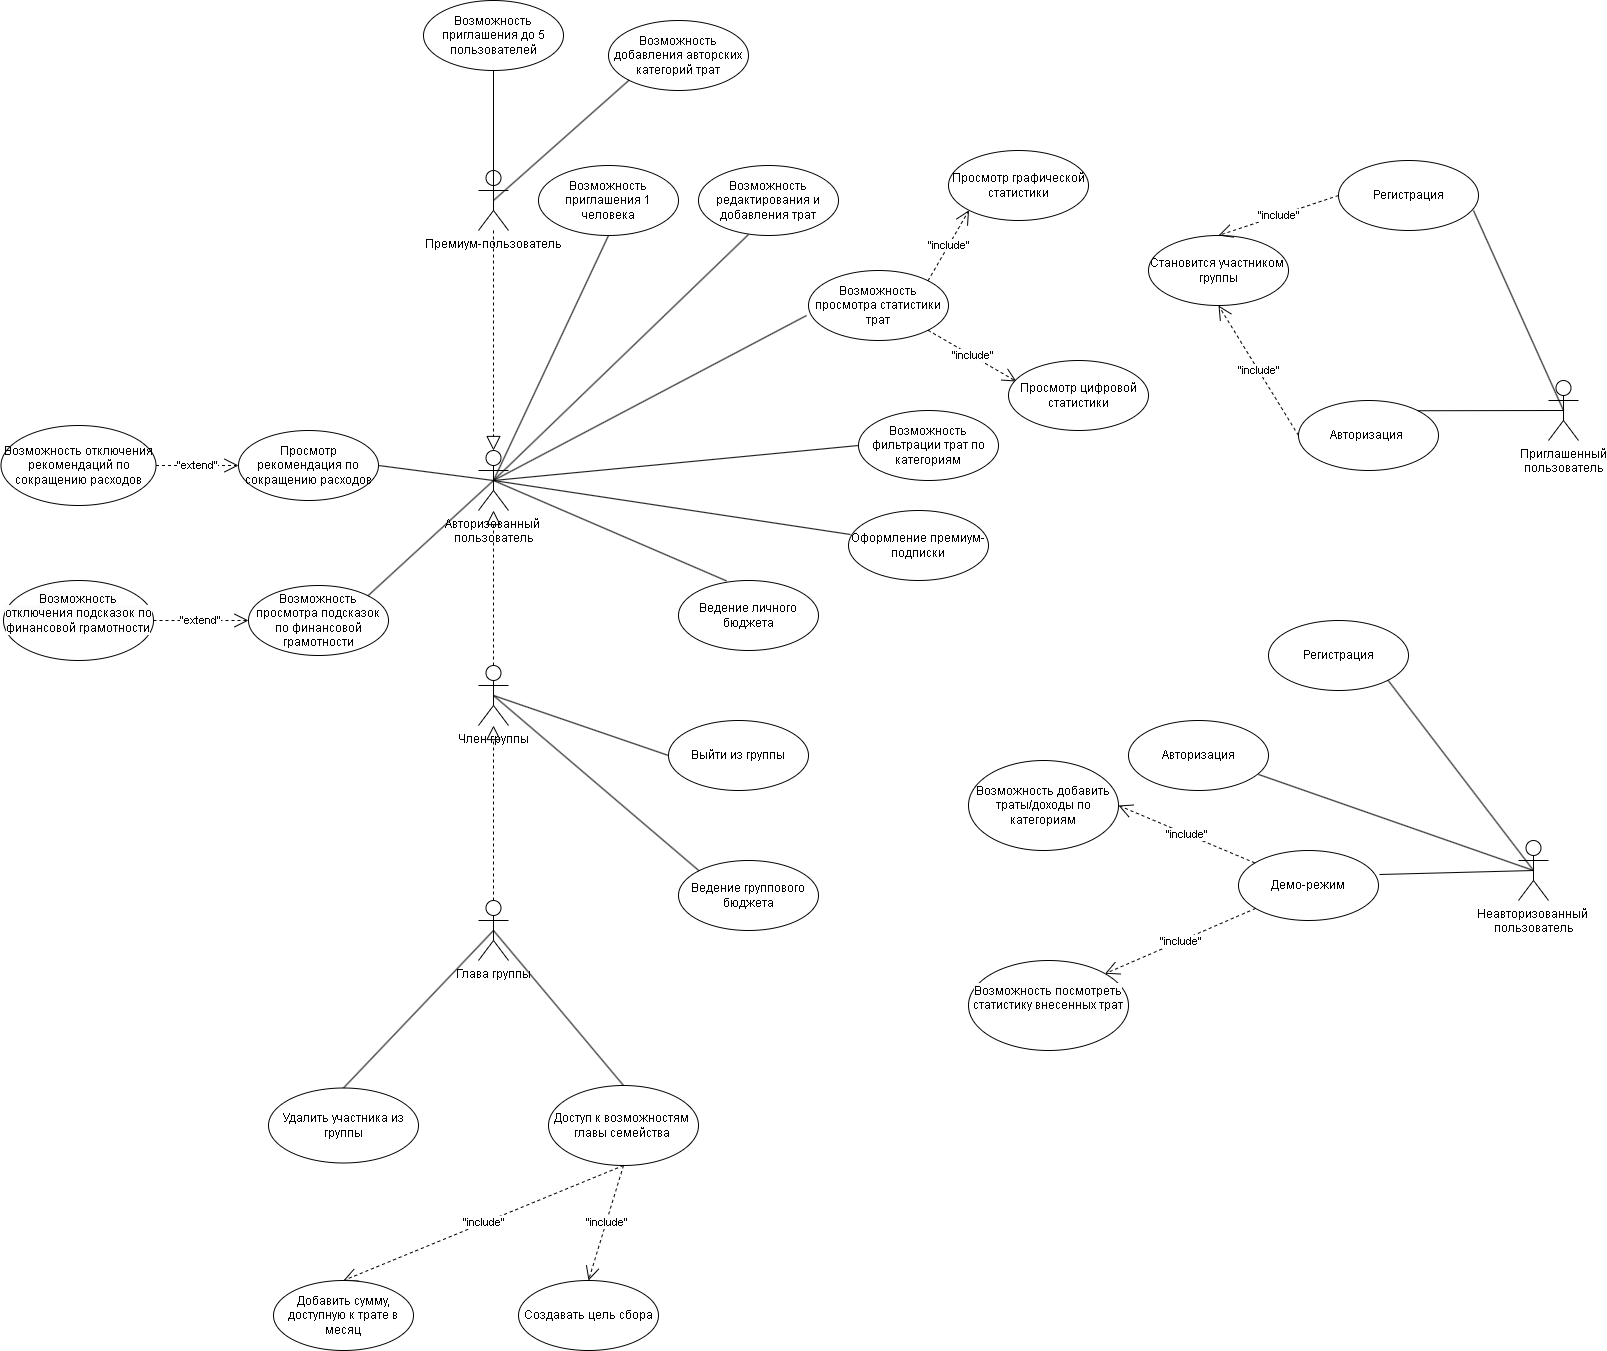 Возможность
приглашения до 5
пользователей
Возможность
добавления авторских
категорий трат
Премиум-пользователь
Возможность
приглашения 1
человека
Возможность
редактирования и
добавления трат
Просмотр графической
статистики
"include"
Возможность
просмотра статистики
трат
"include"
Просмотр цифровой
статистики
Регистрация
"include"
Становится участником
группы
"include"
Авторизация
Приглашенный
пользователь
Возможность отключения
рекомендаций по
сокращению расходов
"extend"
Просмотр
рекомендация по
сокращению расходов
Возможность
фильтрации трат по
категориям
Авторизованный
пользователь
Оформление премиум-
подписки
Возможность
отключения подсказок по
финансовой грамотности
"extend"
Возможность
просмотра подсказок
по финансовой
грамотности
Ведение личного
бюджета
Член группы
Выйти из группы
Ведение группового
бюджета
Регистрация
Авторизация
Возможность добавить
траты/доходы по
категориям
"include"
Демо-режим
Неавторизованный
пользователь
"include"
Возможность посмотреть
статистику внесенных трат
Глава группы
Удалить участника из
группы
Доступ к возможностям
главы семейства
"include"
"include"
Добавить сумму,
доступную к трате в
месяц
Создавать цель сбора